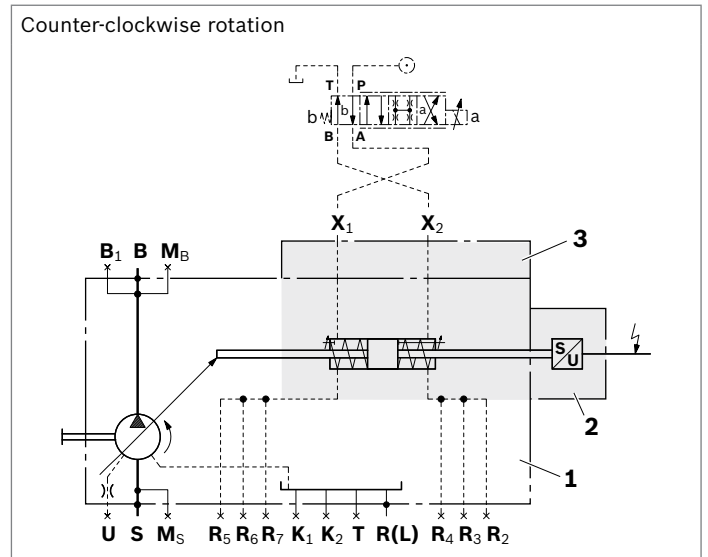 Counter-clockwise rotation
T P
b b a a
B A
X1 X2
3
B1 B MB
S
U
2
1
U S MS R5 R6 R7 K1 K2 T R(L) R4 R3 R2